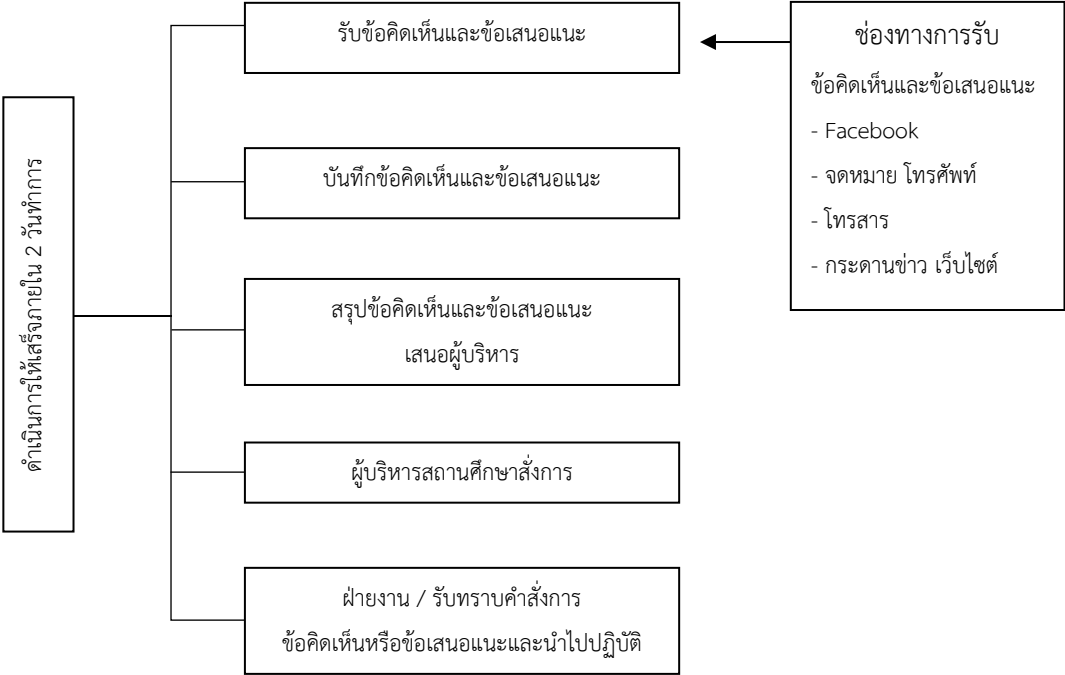 ดำเนินการให้เสร็จภายใน 2 วันทำการ
รับข้อคิดเห็นและข้อเสนอแนะ
บันทึกข้อคิดเห็นและข้อเสนอแนะ
สรุปข้อคิดเห็นและข้อเสนอแนะ
เสนอผู้บริหาร
ผู้บริหารสถานศึกษาสั่งการ
ฝ่ายงาน / รับทราบคำสั่งการ
ข้อคิดเห็นหรือข้อเสนอแนะและนำไปปฏิบัติ
ช่องทางการรับ
ข้อคิดเห็นและข้อเสนอแนะ
- Facebook
- จดหมาย โทรศัพท์
- โทรสาร
- กระดานข่าว เว็บไซต์